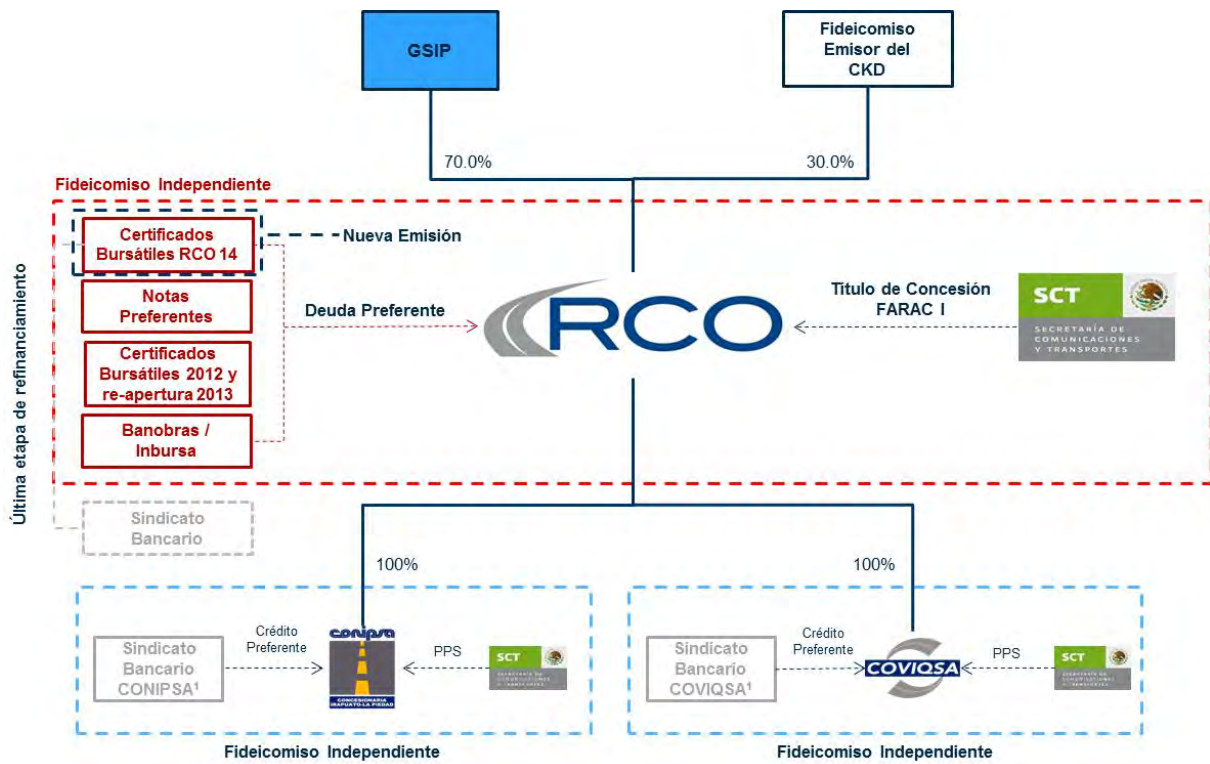 GSIP
Fideicomiso
Emisor del
CKD
70.0%
30.0%
Fideicomiso Independiente
Última etapa de refinanciamiento
Certificados
Bursátiles RCO 14
Nueva Emisión
Notas
Preferentes
Certificados
Bursátiles 2012 y
re-apertura 2013
Banobras /
Inbursa
Deuda Preferente
RCO
Titulo de Concesión
FARAC I
SCT
SECRETARÍA DE
COMUNICACIONES
Y TRANSPORTES
Sindicato
Bancario
100%
100%
Sindicato
Bancario
CONIPSA¹
Crédito
Preferente
conipsa
CONCESIONARIA
IRAPUATO-LA PIEDAD
PPS
SCT
Fideicomiso Independiente
Sindicato
Bancario
COVIQSA¹
Crédito
Preferente
COVIQSA
PPS
SCT
Fideicomiso Independiente